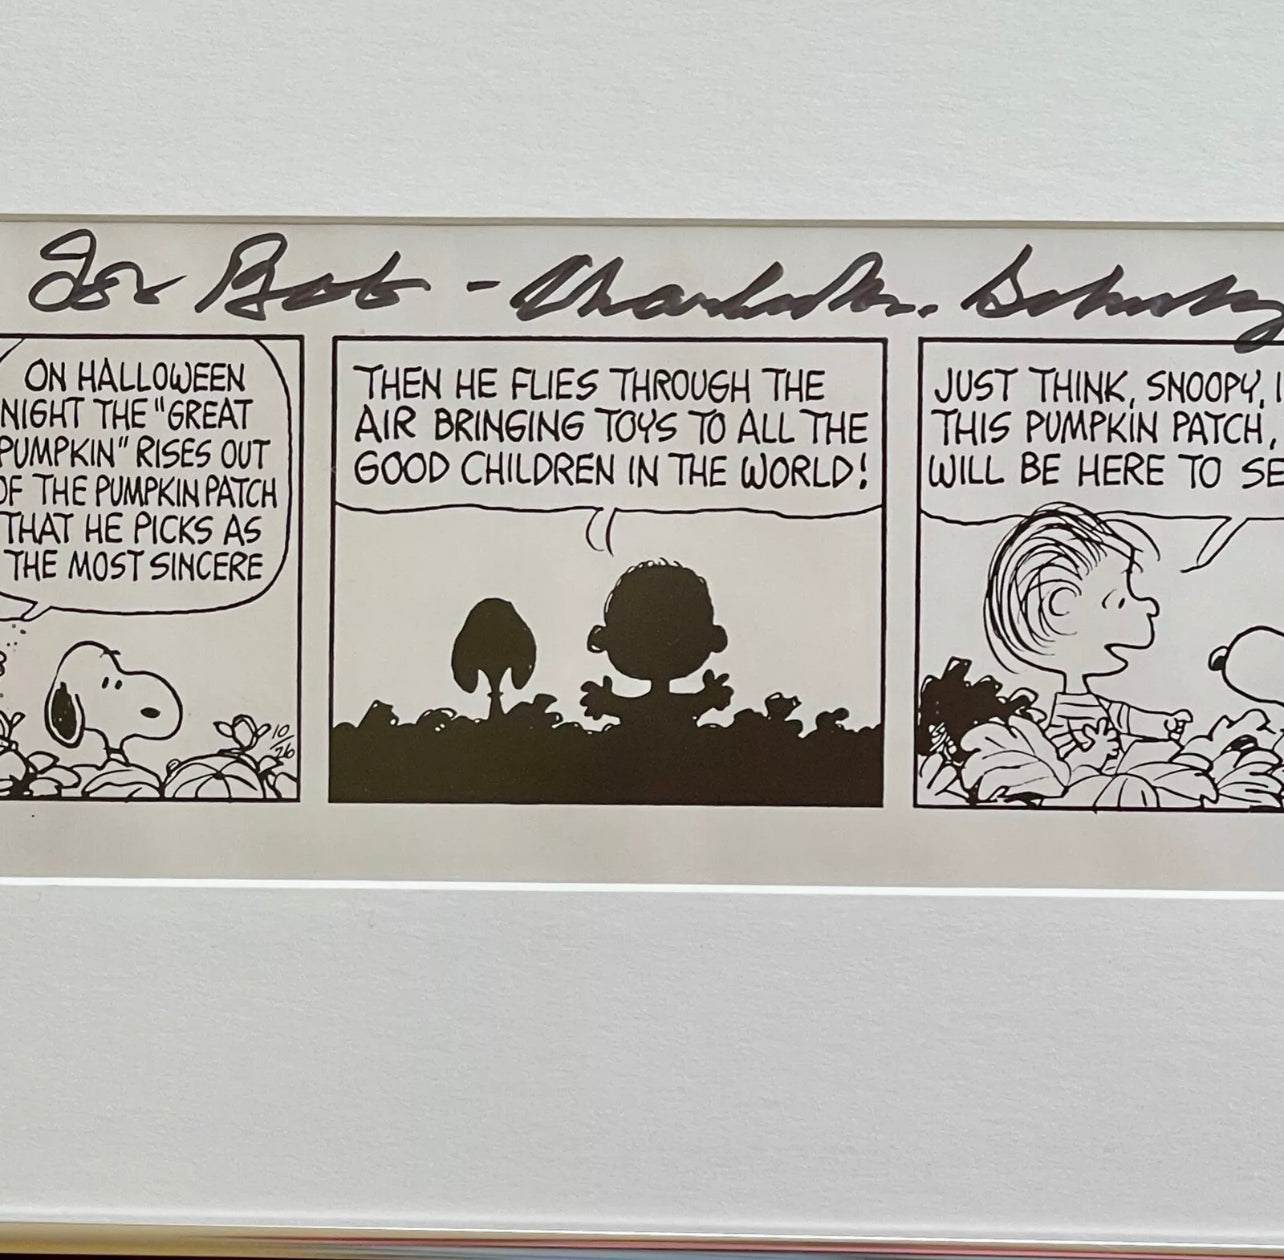 For Bob - Charles M. Schulz
ON HALLOWEEN
NIGHT THE "GREAT
PUMPKIN" RISES OUT
OF THE PUMPKIN PATCH
THAT HE PICKS AS
THE MOST SINCERE
10/26
THEN HE FLIES THROUGH THE
AIR BRINGING TOYS TO ALL THE
GOOD CHILDREN IN THE WORLD!
JUST THINK, SNOOPY, I
THIS PUMPKIN PATCH,
WILL BE HERE TO SE